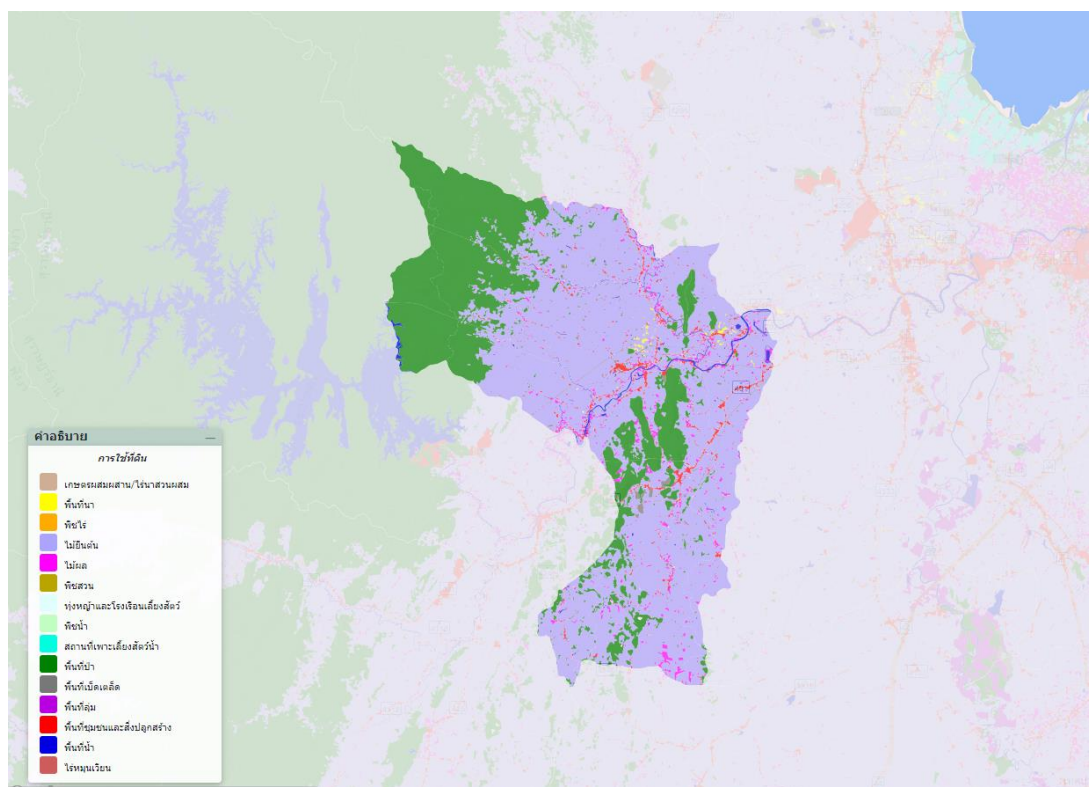 คำอธิบาย
การใช้ที่ดิน
เกษตรผสมผสาน/ไร่นาสวนผสม
พื้นที่นา
พืชไร่
ไม้ยืนต้น
ไม้ผล
พืชสวน
ทุ่งหญ้าและโรงเรือนเลี้ยงสัตว์
พืชน้ำ
สถานที่เพาะเลี้ยงสัตว์น้ำ
พื้นที่ป่า
พื้นที่เบ็ดเตล็ด
พื้นที่ลุ่ม
พื้นที่ชุมชนและสิ่งปลูกสร้าง
พื้นที่น้ำ
ไร่หมุนเวียน